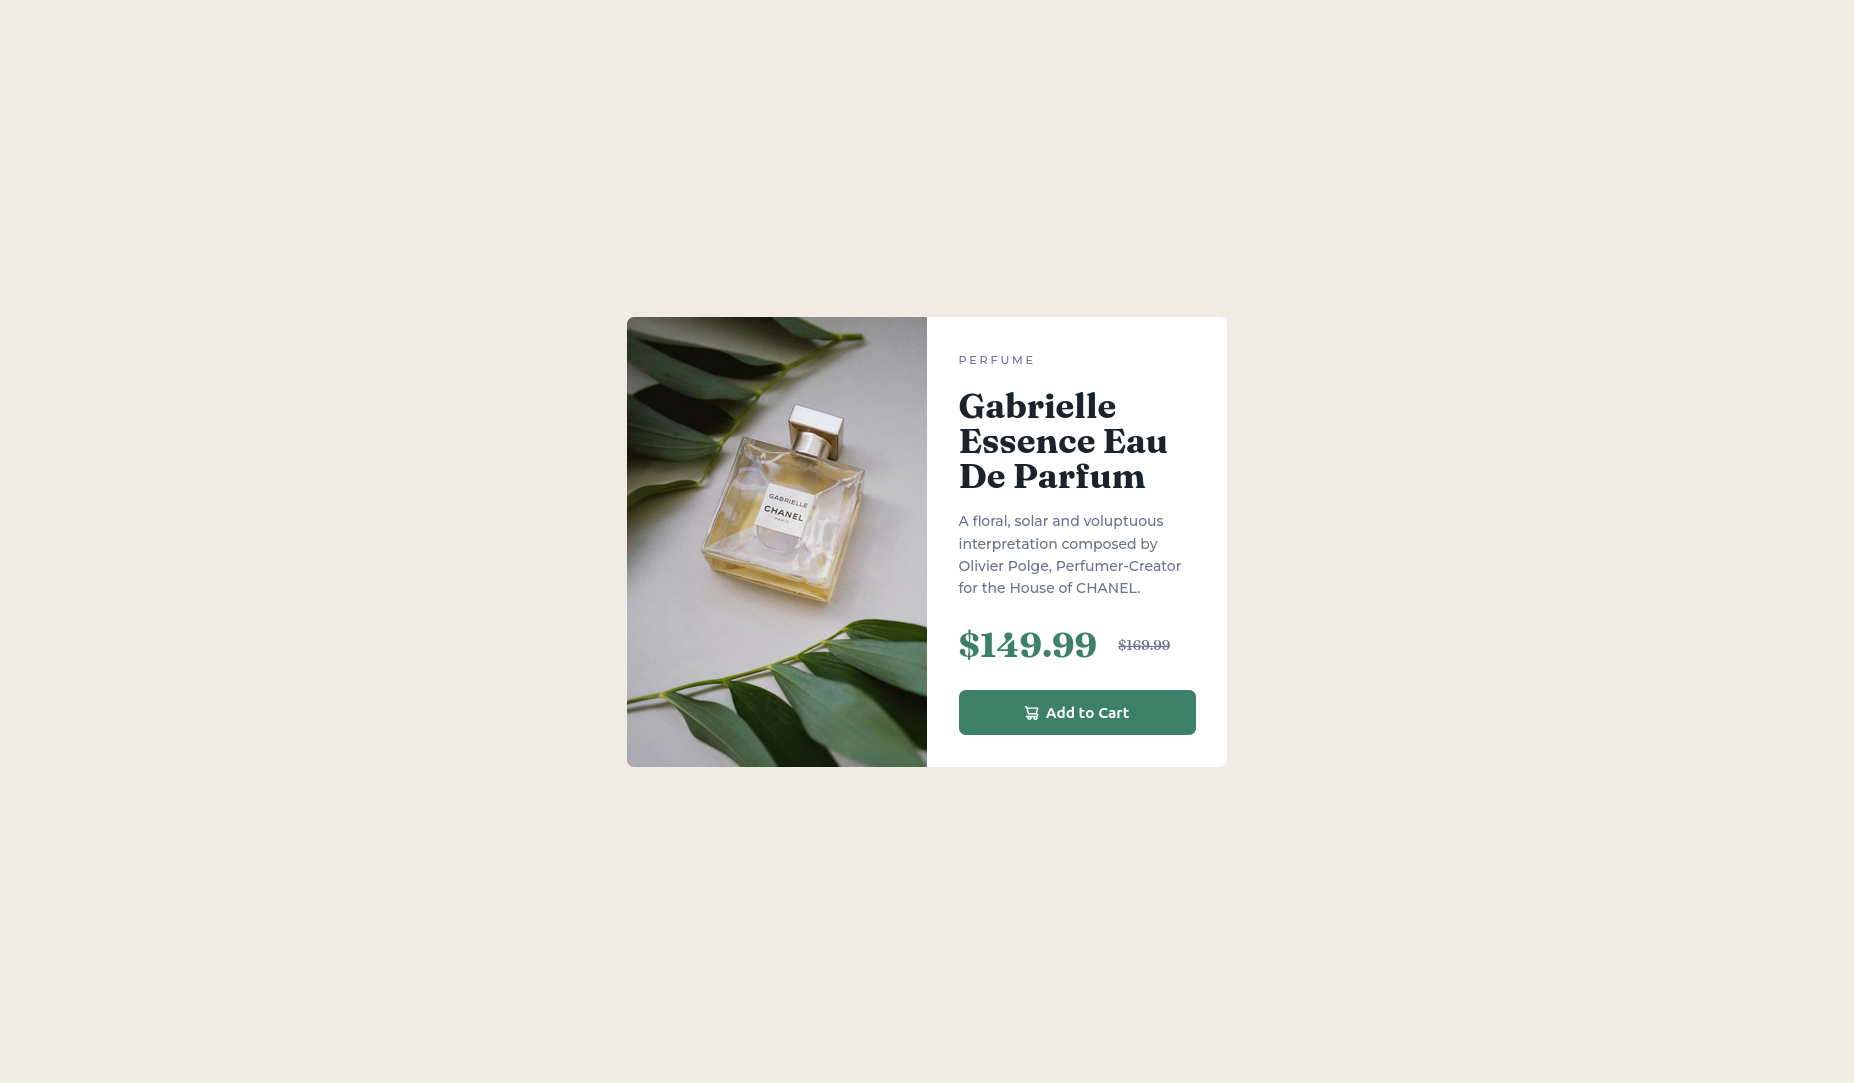 GABRIELLE
CHANEL
PARIS
PERFUME
Gabrielle
Essence Eau
De Parfum
A floral, solar and voluptuous
interpretation composed by
Olivier Polge, Perfumer-Creator
for the House of CHANEL.
$149.99 $169.99
Add to Cart